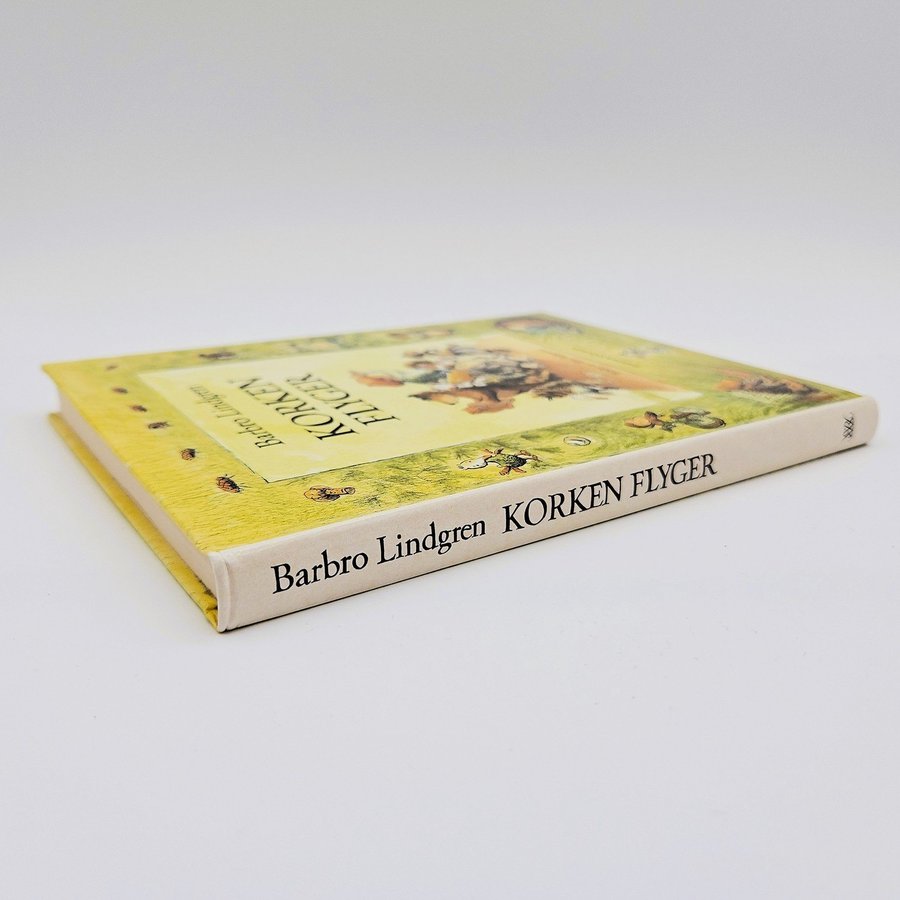 Barbro Lindgren
KORKEN
FLYGER
Barbro Lindgren KORKEN FLYGER